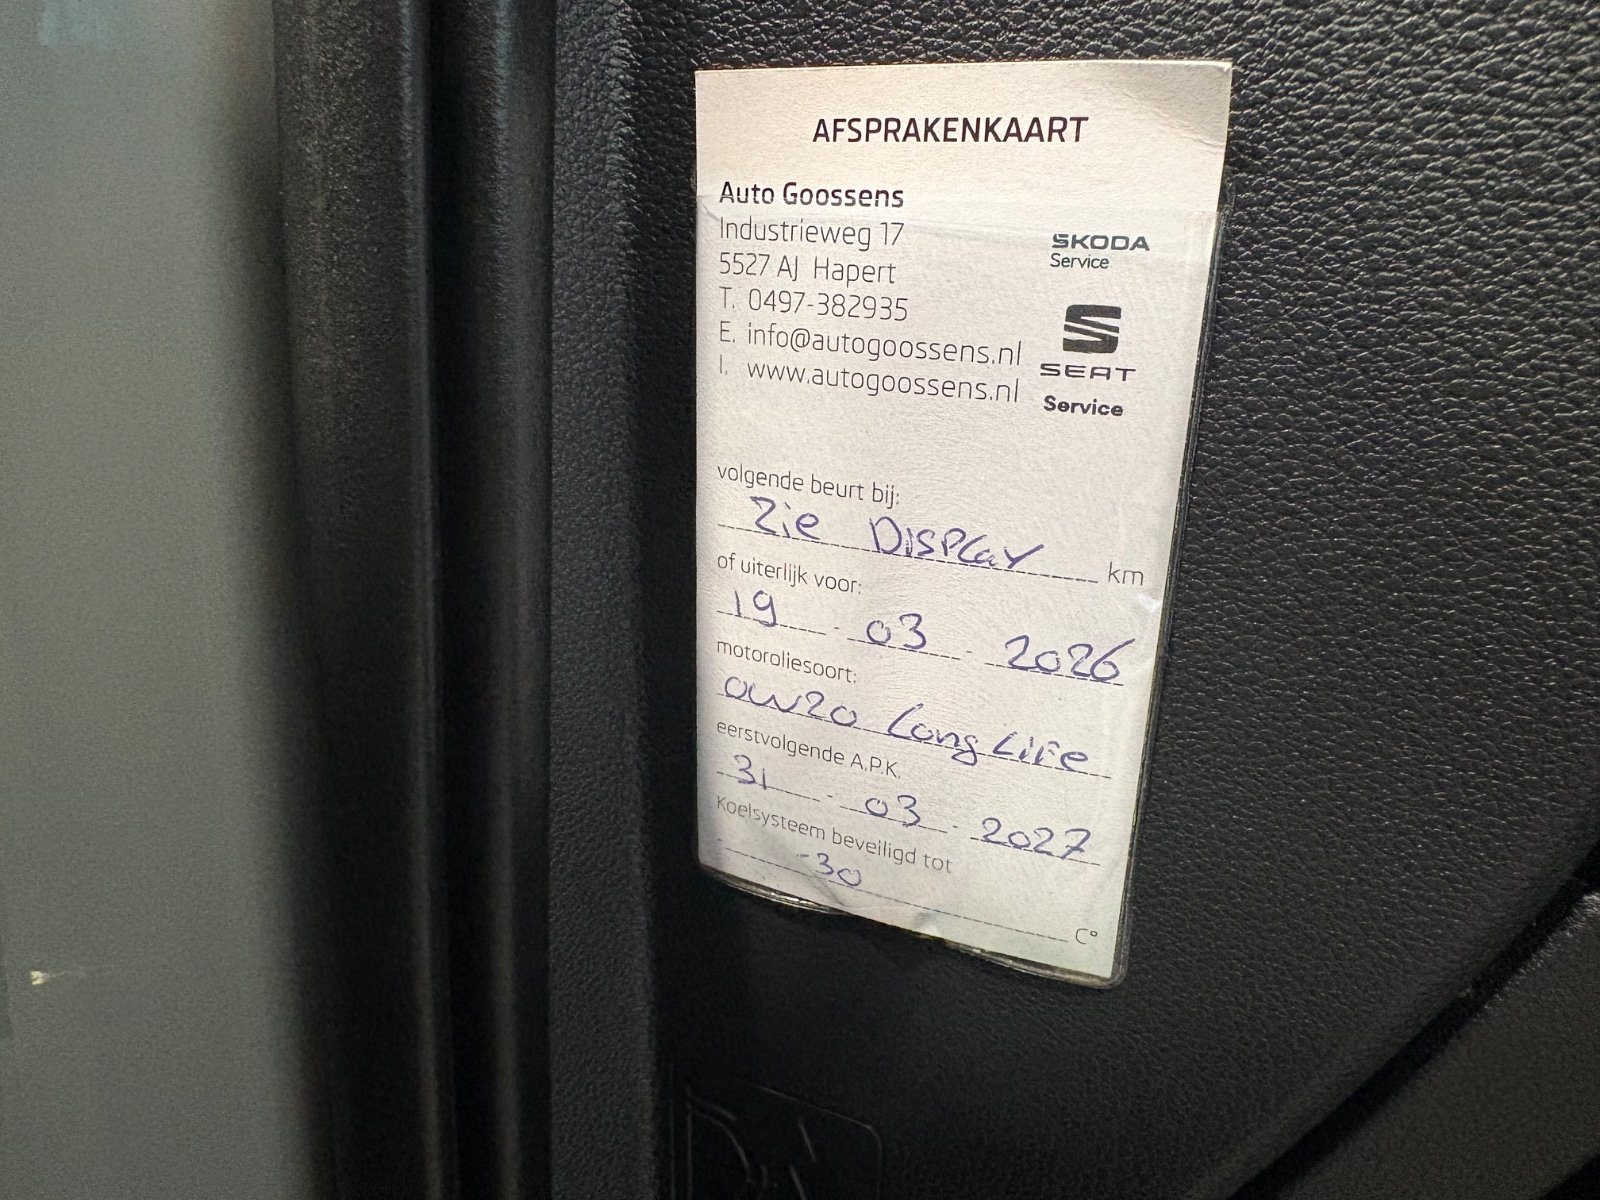 AFSPRAKENKAART
Auto Goossens
Industrieweg 17
5527 AJ Hapert
T. 0497-382935
E. info@autogoossens.nl
I. www.autogoossens.nl
ŠKODA
Service
SEAT
Service
volgende beurt bij:
Zie DISPLAY km
of uiterlijk voor:
19 - 03 - 2026
motoroliesoort:
0W20 Long Life
eerstvolgende A.P.K.
31 - 03 - 2027
Koelsysteem beveiligd tot
-30 C°